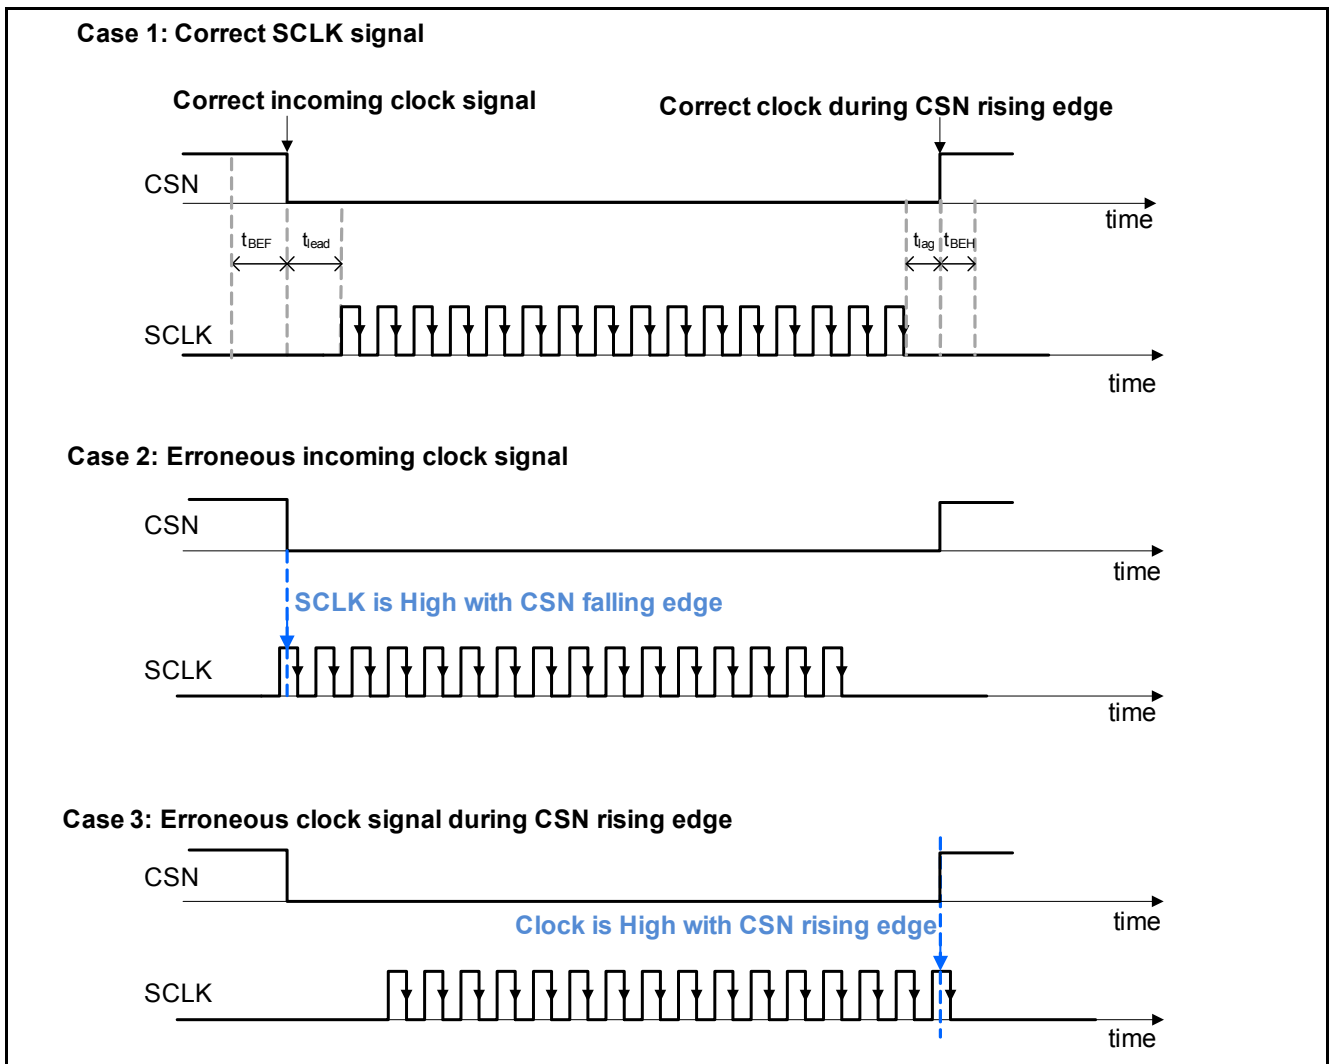 Case 1: Correct SCLK signal
Correct incoming clock signal
Correct clock during CSN rising edge
CSN
time
tBEF
tlead
tlag
tBEH
SCLK
time
Case 2: Erroneous incoming clock signal
CSN
time
SCLK is High with CSN falling edge
SCLK
time
Case 3: Erroneous clock signal during CSN rising edge
CSN
time
Clock is High with CSN rising edge
SCLK
time